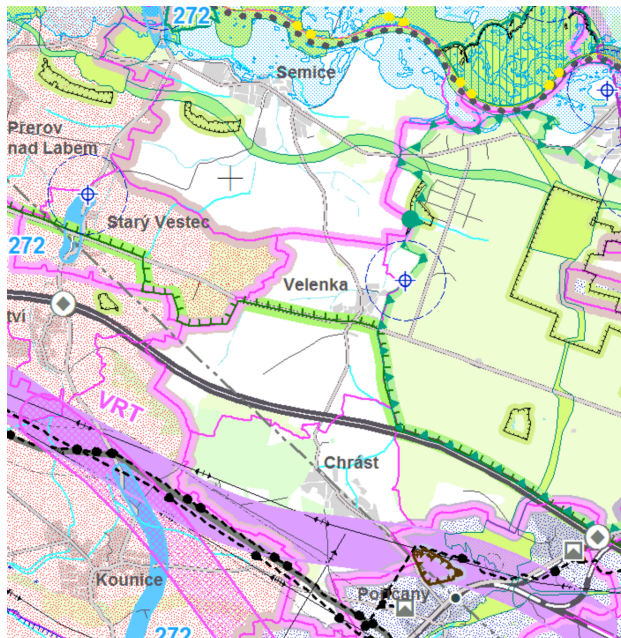 272
Semice
Přerov
nad Labem
Starý Vestec
272
Velenka
tví
VRT
Chrást
Kounice
Poříčany
272